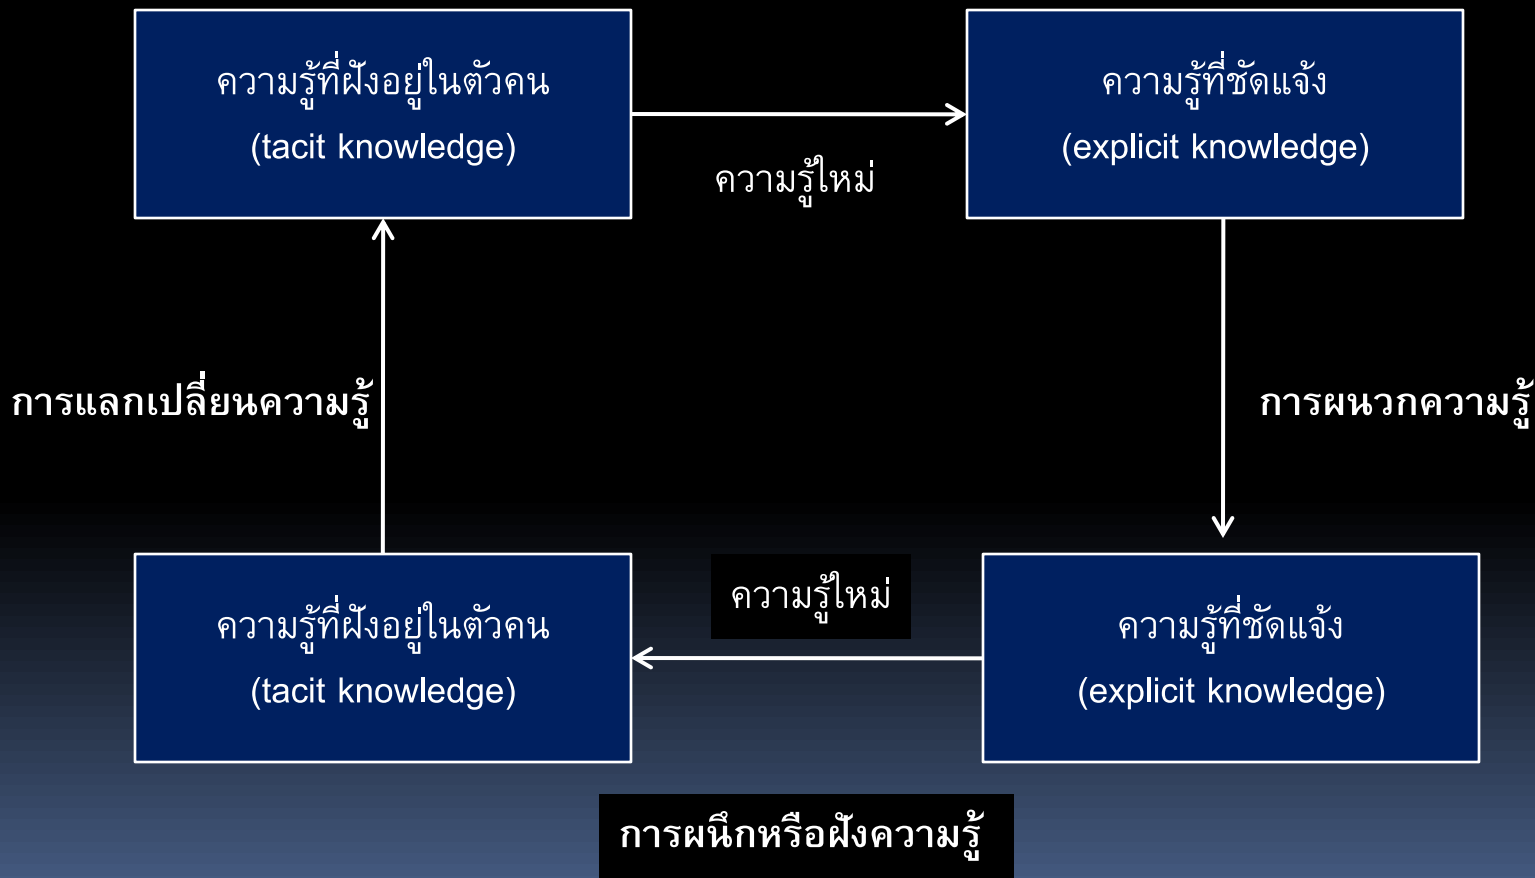 ความรู้ที่ฝังอยู่ในตัวคน
(tacit knowledge)
ความรู้ใหม่
ความรู้ที่ชัดแจ้ง
(explicit knowledge)
การแลกเปลี่ยนความรู้
การผนวกความรู้
ความรู้ที่ฝังอยู่ในตัวคน
(tacit knowledge)
ความรู้ใหม่
ความรู้ที่ชัดแจ้ง
(explicit knowledge)
การผนึกหรือฝังความรู้